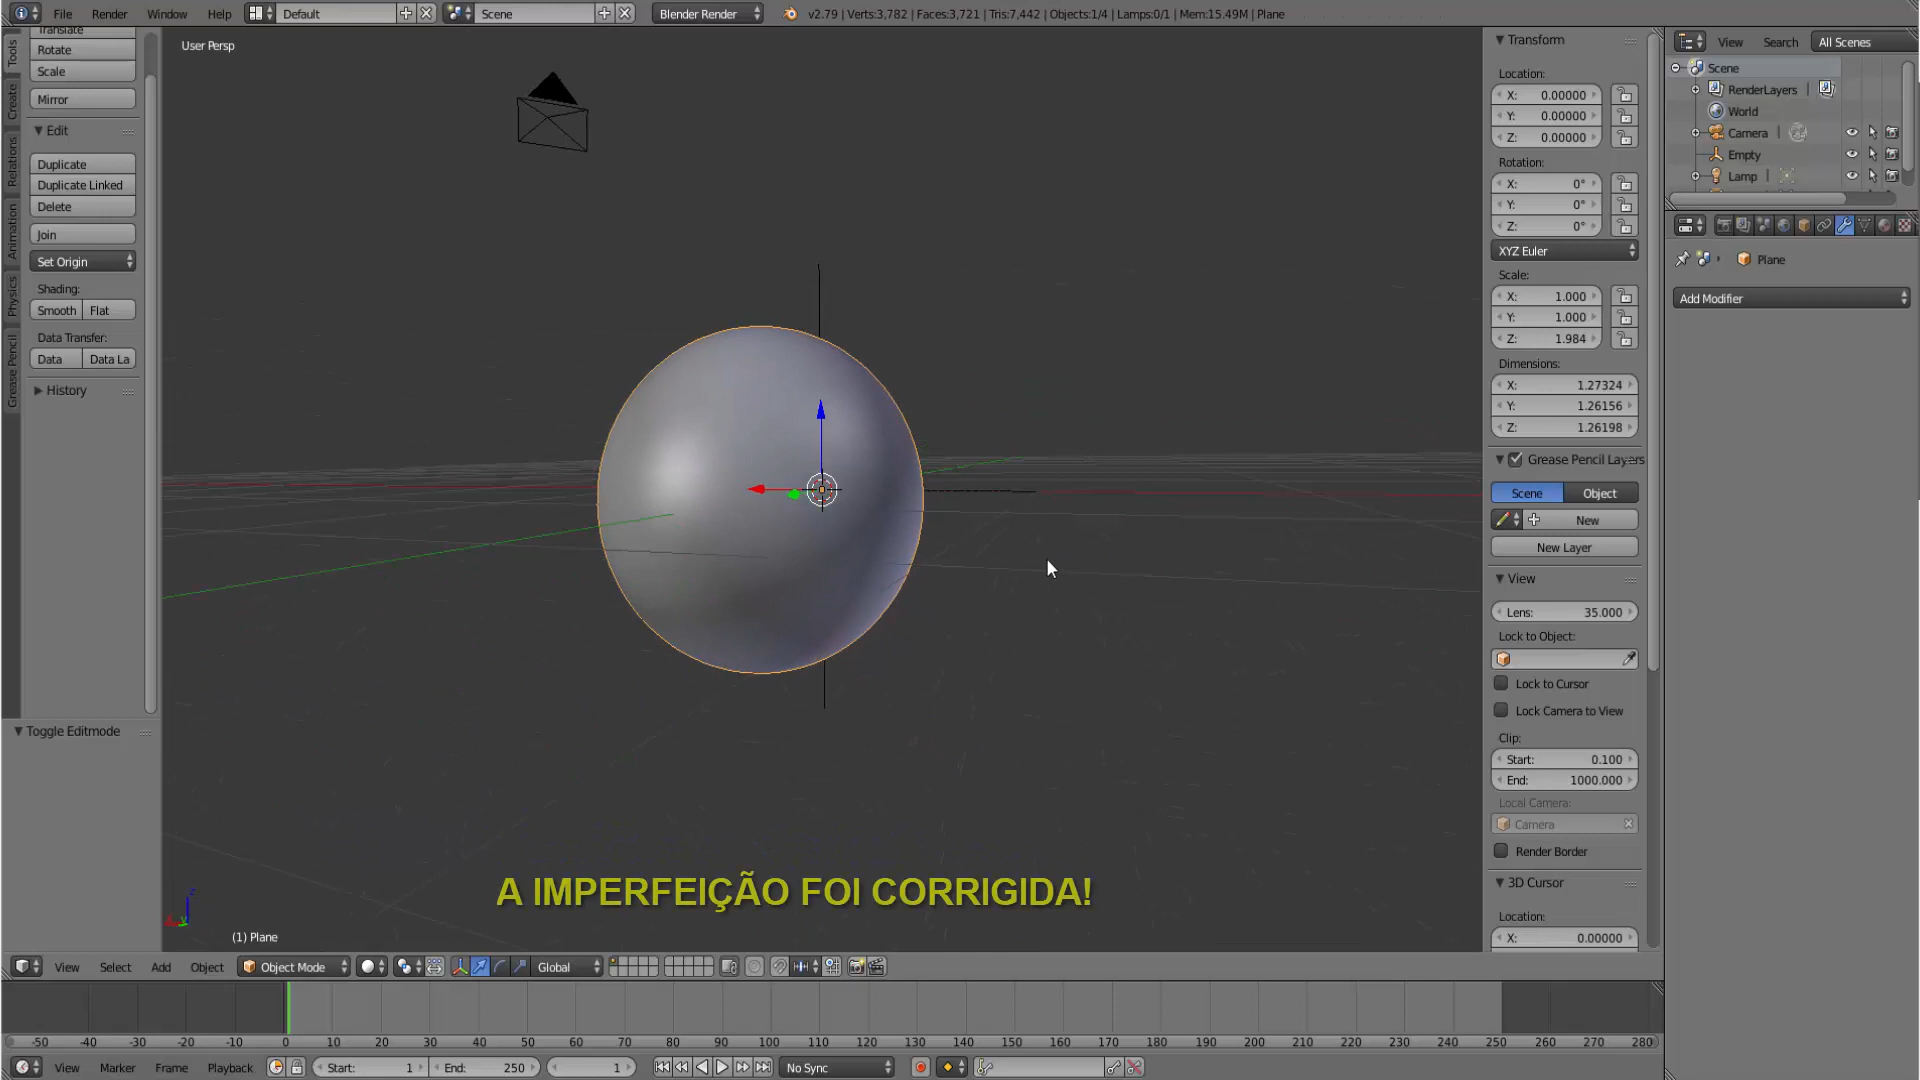 File Render Window Help Default Scene Blender Render v2.79 | Verts:3,782 | Faces:3,721 | Tris:7,442 | Objects:1/4 | Lamps:0/1 | Mem:15.49M | Plane
Tools
Create
Relations
Animation
Physics
Grease Pencil
Translate
Rotate
Scale
Mirror
Edit
Duplicate
Duplicate Linked
Delete
Join
Set Origin
Shading:
Smooth Flat
Data Transfer:
Data Data La
History
Toggle Editmode
User Persp
A IMPERFEIÇÃO FOI CORRIGIDA!
(1) Plane
Transform
Location:
X: 0.00000
Y: 0.00000
Z: 0.00000
Rotation:
X: 0°
Y: 0°
Z: 0°
XYZ Euler
Scale:
X: 1.000
Y: 1.000
Z: 1.984
Dimensions:
X: 1.27324
Y: 1.26156
Z: 1.26198
Grease Pencil Layers
Scene Object
New
New Layer
View
Lens: 35.000
Lock to Object:
Lock to Cursor
Lock Camera to View
Clip:
Start: 0.100
End: 1000.000
Local Camera:
Camera
Render Border
3D Cursor
Location:
X: 0.00000
View Search All Scenes
Scene
RenderLayers |
World
Camera |
Empty
Lamp |
Plane
Add Modifier
View Select Add Object Object Mode Global
-50 -40 -30 -20 -10 0 10 20 30 40 50 60 70 80 90 100 110 120 130 140 150 160 170 180 190 200 210 220 230 240 250 260 270 280
View Marker Frame Playback Start: 1 End: 250 1 No Sync